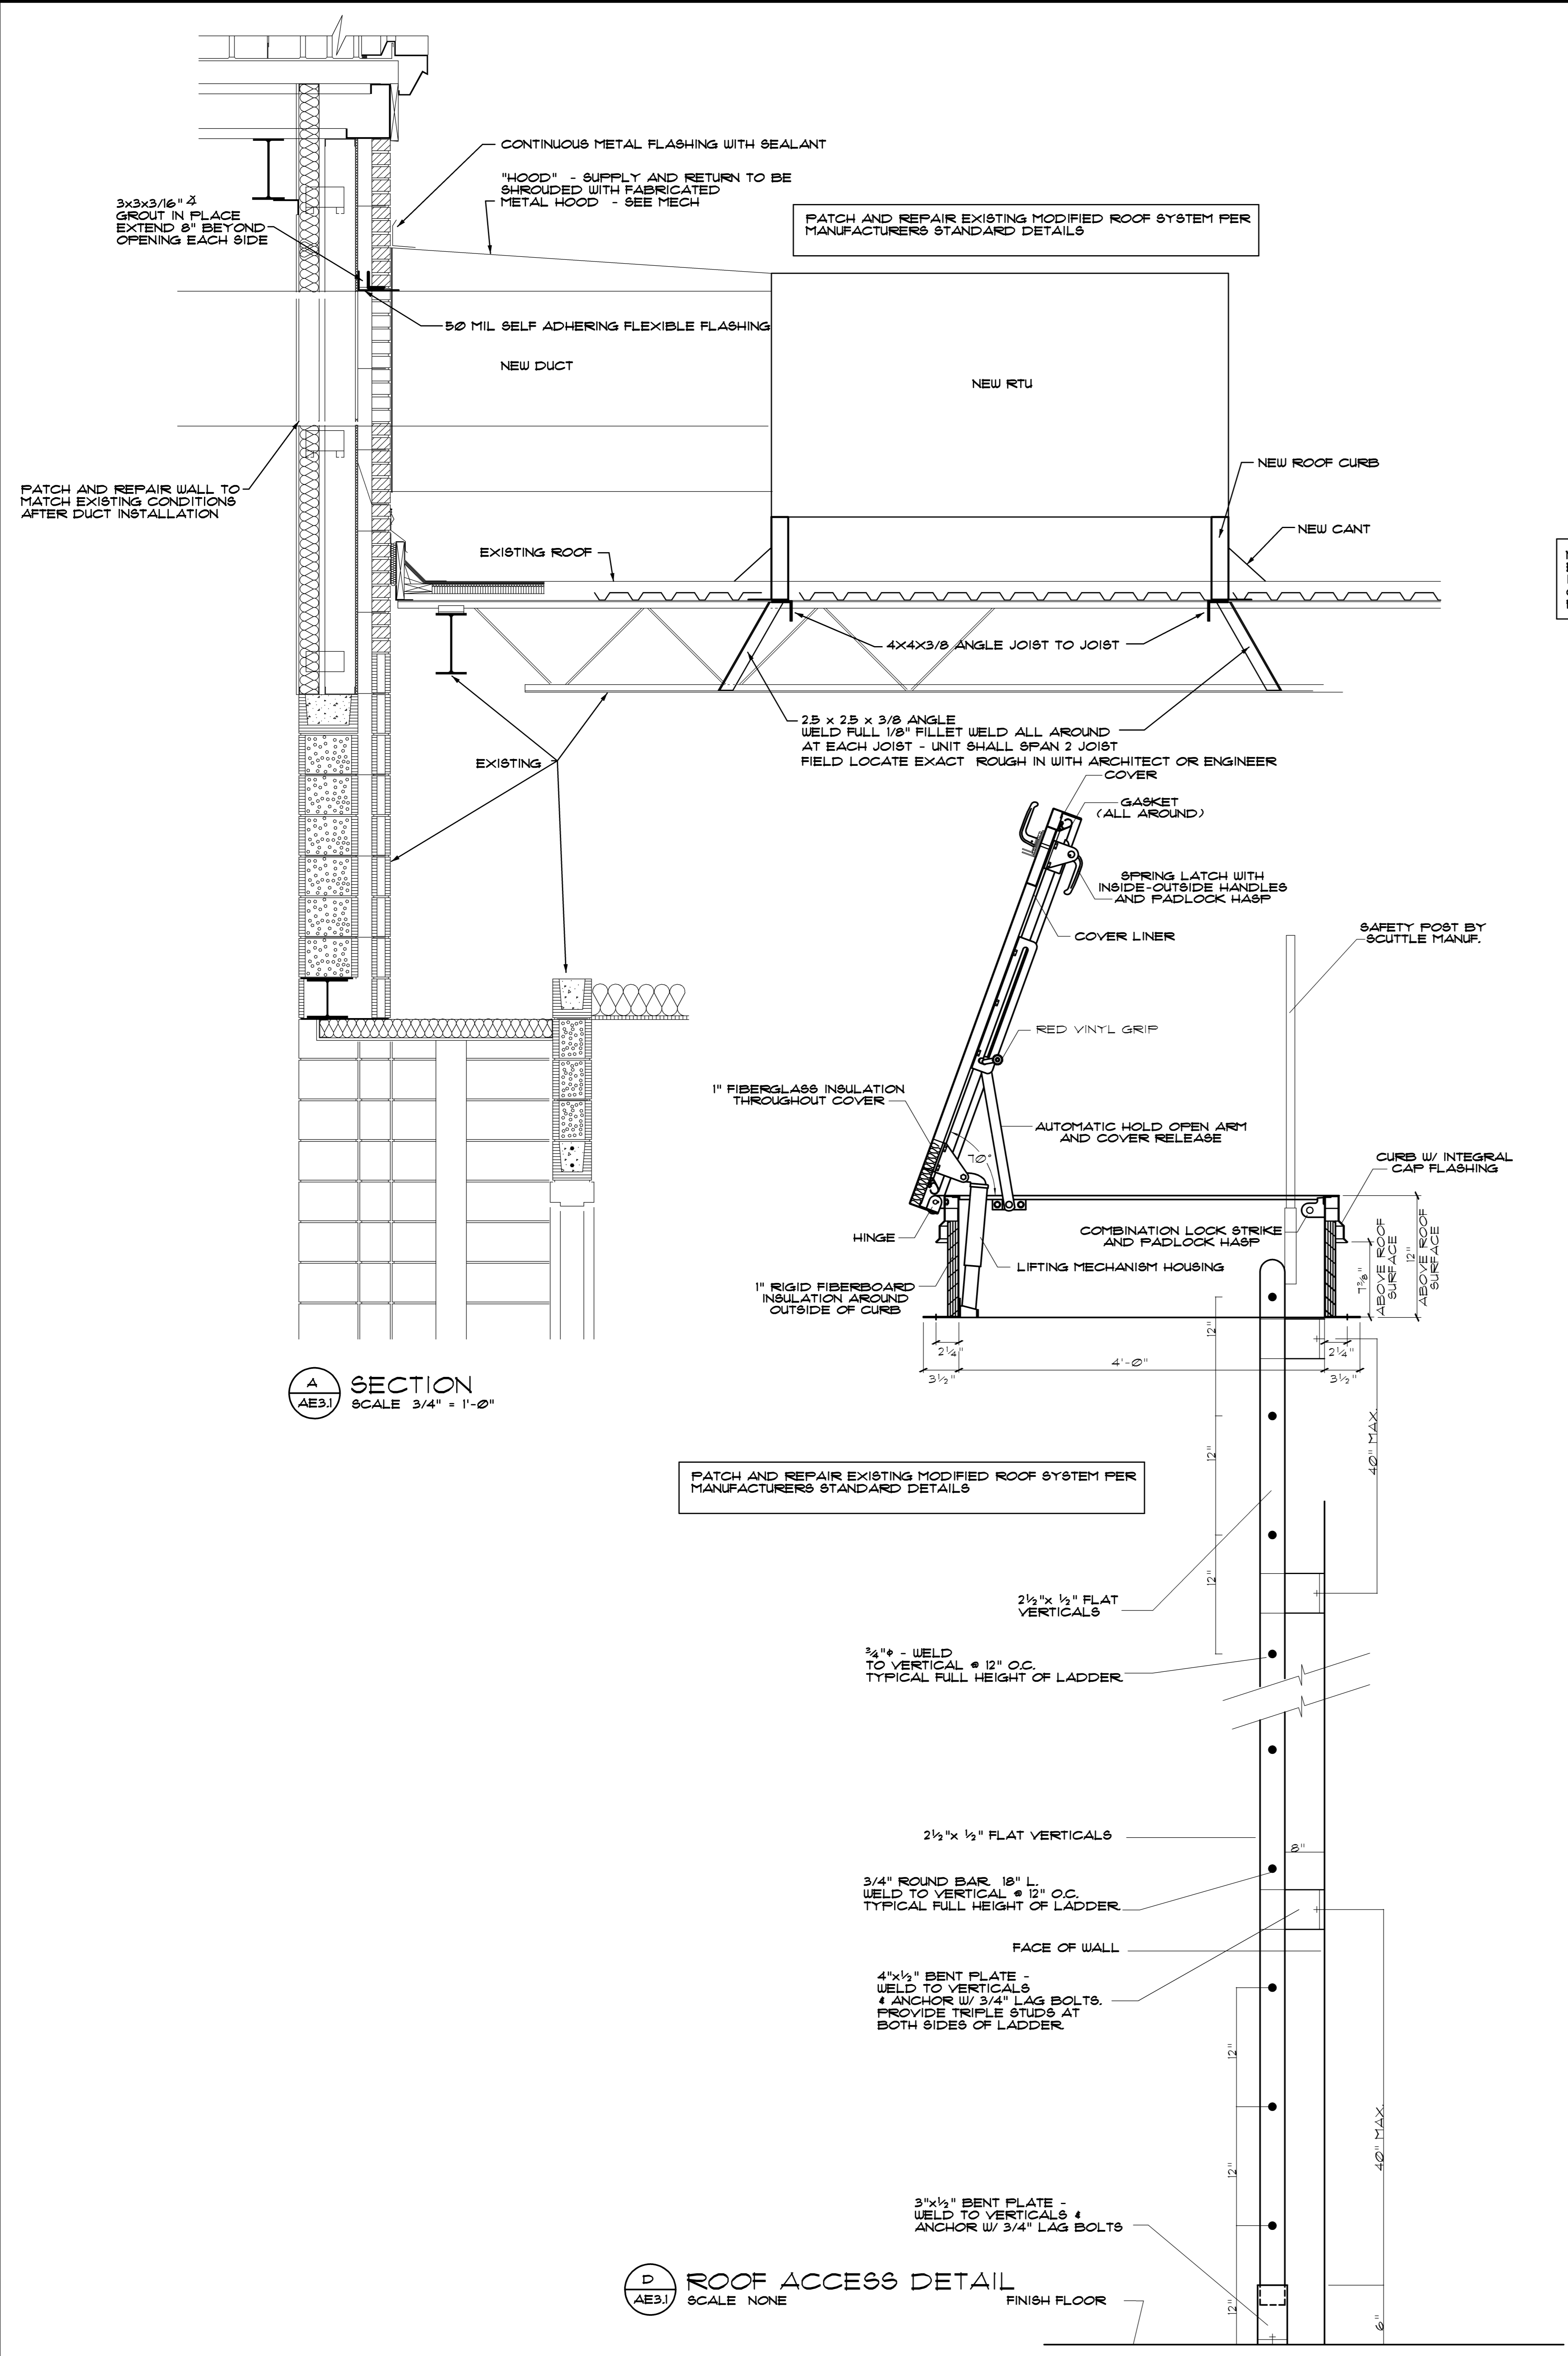 CONTINUOUS METAL FLASHING WITH SEALANT
"HOOD" - SUPPLY AND RETURN TO BE
SHROUDED WITH FABRICATED
METAL HOOD - SEE MECH
3x3x3/16"
GROUT IN PLACE
EXTEND 8" BEYOND
OPENING EACH SIDE
PATCH AND REPAIR EXISTING MODIFIED ROOF SYSTEM PER
MANUFACTURERS STANDARD DETAILS
50 MIL SELF ADHERING FLEXIBLE FLASHING
NEW DUCT
NEW RTU
NEW ROOF CURB
PATCH AND REPAIR WALL TO
MATCH EXISTING CONDITIONS
AFTER DUCT INSTALLATION
NEW CANT
EXISTING ROOF
4X4X3/8 ANGLE JOIST TO JOIST
2.5 x 2.5 x 3/8 ANGLE
WELD FULL 1/8" FILLET WELD ALL AROUND
AT EACH JOIST - UNIT SHALL SPAN 2 JOIST
FIELD LOCATE EXACT ROUGH IN WITH ARCHITECT OR ENGINEER
EXISTING
COVER
GASKET
(ALL AROUND)
SPRING LATCH WITH
INSIDE-OUTSIDE HANDLES
AND PADLOCK HASP
COVER LINER
SAFETY POST BY
SCUTTLE MANUF.
RED VINYL GRIP
1" FIBERGLASS INSULATION
THROUGHOUT COVER
AUTOMATIC HOLD OPEN ARM
AND COVER RELEASE
70°
CURB W/ INTEGRAL
CAP FLASHING
HINGE
COMBINATION LOCK STRIKE
AND PADLOCK HASP
LIFTING MECHANISM HOUSING
1" RIGID FIBERBOARD
INSULATION AROUND
OUTSIDE OF CURB
7⅜"
ABOVE ROOF
SURFACE
12"
ABOVE ROOF
SURFACE
12"
2¼"
4'-0"
2¼"
3½"
3½"
A
AE3.1
SECTION
SCALE 3/4" = 1'-0"
40" MAX.
12"
PATCH AND REPAIR EXISTING MODIFIED ROOF SYSTEM PER
MANUFACTURERS STANDARD DETAILS
12"
2½"x ½" FLAT
VERTICALS
¾"ϕ - WELD
TO VERTICAL @ 12" O.C.
TYPICAL FULL HEIGHT OF LADDER
2½"x ½" FLAT VERTICALS
8"
3/4" ROUND BAR 18" L.
WELD TO VERTICAL @ 12" O.C.
TYPICAL FULL HEIGHT OF LADDER
FACE OF WALL
4"x½" BENT PLATE -
WELD TO VERTICALS
& ANCHOR W/ 3/4" LAG BOLTS.
PROVIDE TRIPLE STUDS AT
BOTH SIDES OF LADDER
12"
40" MAX.
12"
3"x½" BENT PLATE -
WELD TO VERTICALS &
ANCHOR W/ 3/4" LAG BOLTS
D
AE3.1
ROOF ACCESS DETAIL
SCALE NONE
FINISH FLOOR
12"
6"